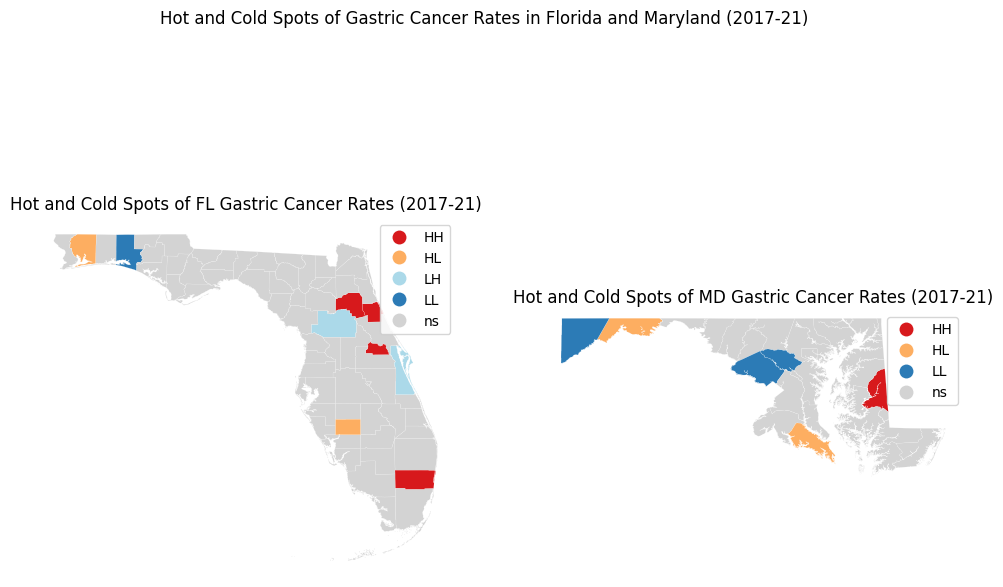 Hot and Cold Spots of Gastric Cancer Rates in Florida and Maryland (2017-21)
Hot and Cold Spots of FL Gastric Cancer Rates (2017-21)
HH
HL
LH
LL
ns
Hot and Cold Spots of MD Gastric Cancer Rates (2017-21)
HH
HL
LL
ns